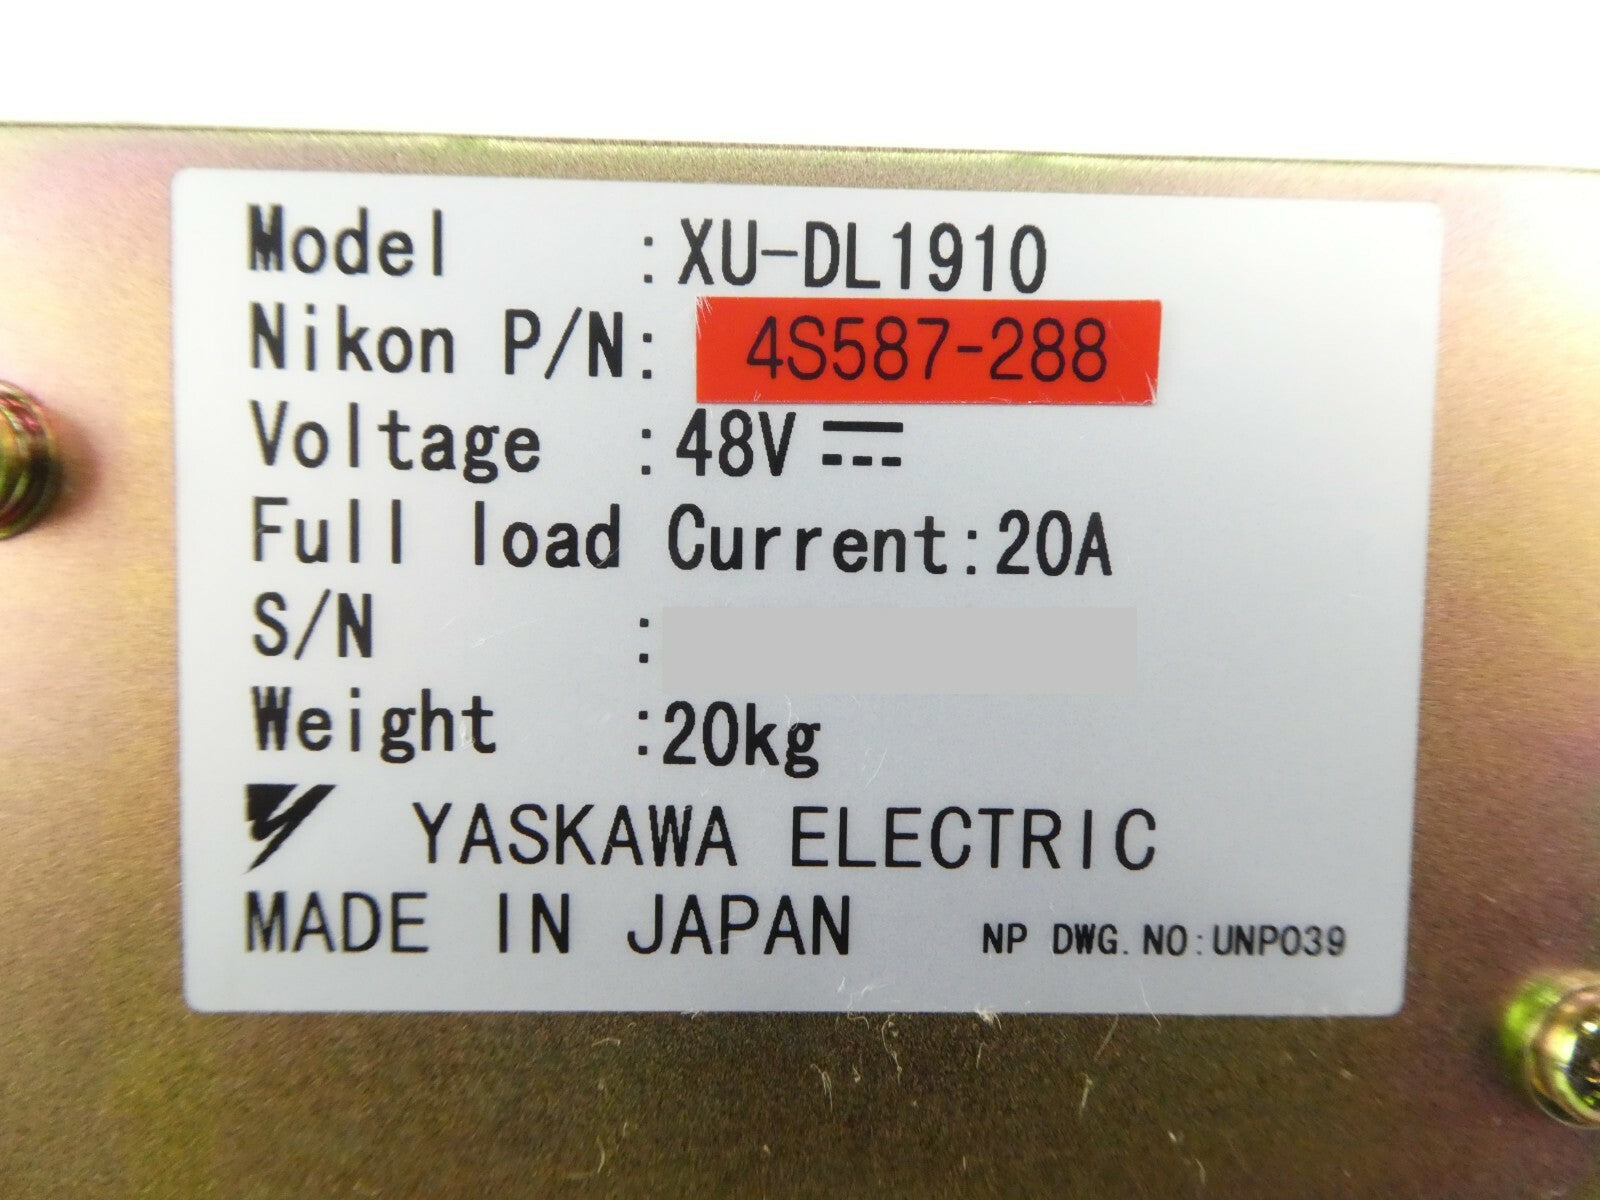 Model :XU-DL1910
Nikon P/N: 4S587-288
Voltage :48V
Full load Current:20A
S/N :
Weight :20kg
YASKAWA ELECTRIC
MADE IN JAPAN NP DWG.NO:UNP039